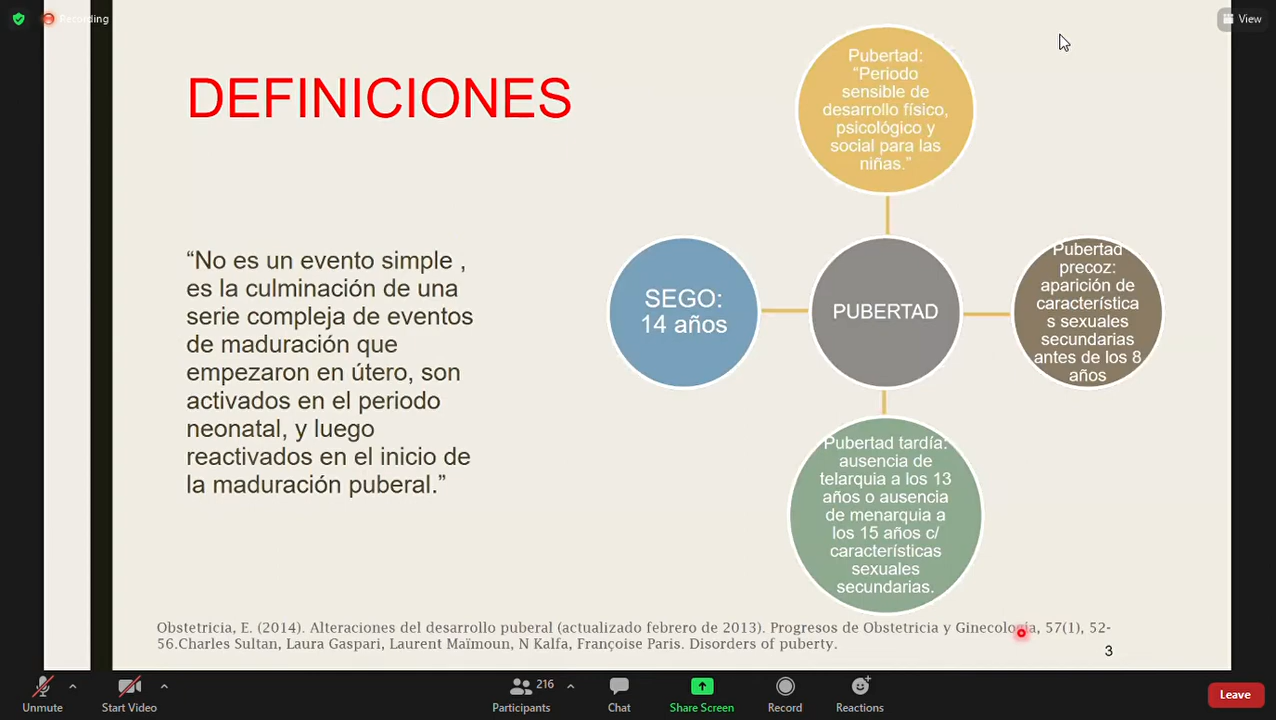 Recording
View
DEFINICIONES
“No es un evento simple ,
es la culminación de una
serie compleja de eventos
de maduración que
empezaron en útero, son
activados en el periodo
neonatal, y luego
reactivados en el inicio de
la maduración puberal.”
Pubertad:
“Periodo
sensible de
desarrollo físico,
psicológico y
social para las
niñas.”
SEGO:
14 años
PUBERTAD
Pubertad
precoz:
aparición de
característica
s sexuales
secundarias
antes de los 8
años
Pubertad tardía:
ausencia de
telarquia a los 13
años o ausencia
de menarquia a
los 15 años c/
características
sexuales
secundarias.
Obstetricia, E. (2014). Alteraciones del desarrollo puberal (actualizado febrero de 2013). Progresos de Obstetricia y Ginecología, 57(1), 52-
56.Charles Sultan, Laura Gaspari, Laurent Maïmoun, N Kalfa, Françoise Paris. Disorders of puberty.
3
Unmute
Start Video
216
Participants
Chat
Share Screen
Record
Reactions
Leave